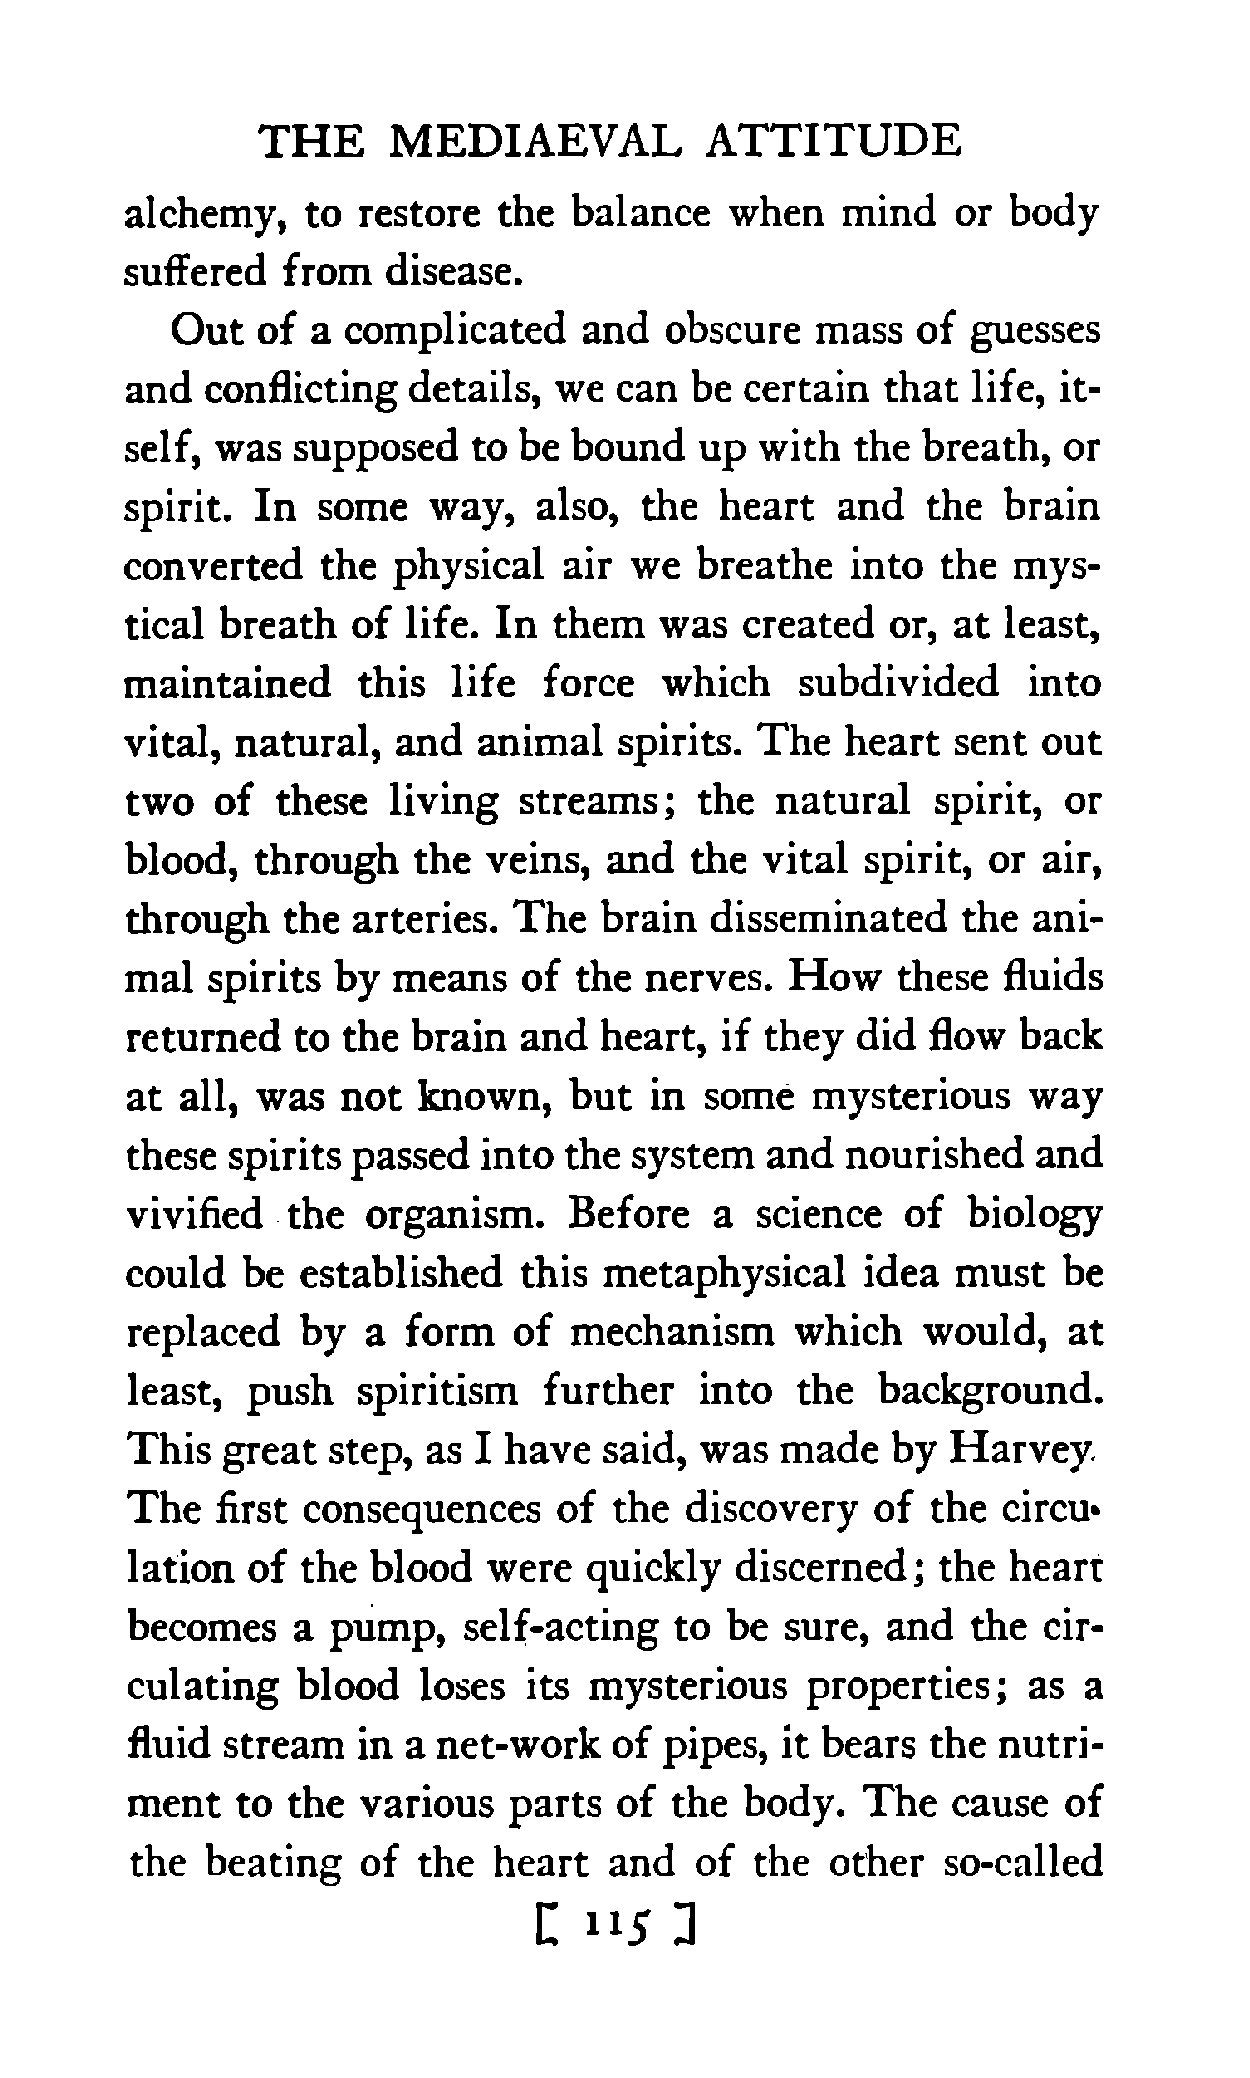 THE MEDIAEVAL ATTITUDE
alchemy, to restore the balance when mind or body
suffered from disease.
Out of a complicated and obscure mass of guesses
and conflicting details, we can be certain that life, it-
self, was supposed to be bound up with the breath, or
spirit. In some way, also, the heart and the brain
converted the physical air we breathe into the mys-
tical breath of life. In them was created or, at least,
maintained this life force which subdivided into
vital, natural, and animal spirits. The heart sent out
two of these living streams; the natural spirit, or
blood, through the veins, and the vital spirit, or air,
through the arteries. The brain disseminated the ani-
mal spirits by means of the nerves. How these fluids
returned to the brain and heart, if they did flow back
at all, was not known, but in some mysterious way
these spirits passed into the system and nourished and
vivified the organism. Before a science of biology
could be established this metaphysical idea must be
replaced by a form of mechanism which would, at
least, push spiritism further into the background.
This great step, as I have said, was made by Harvey.
The first consequences of the discovery of the circu-
lation of the blood were quickly discerned; the heart
becomes a pump, self-acting to be sure, and the cir-
culating blood loses its mysterious properties; as a
fluid stream in a net-work of pipes, it bears the nutri-
ment to the various parts of the body. The cause of
the beating of the heart and of the other so-called
[ 115 ]